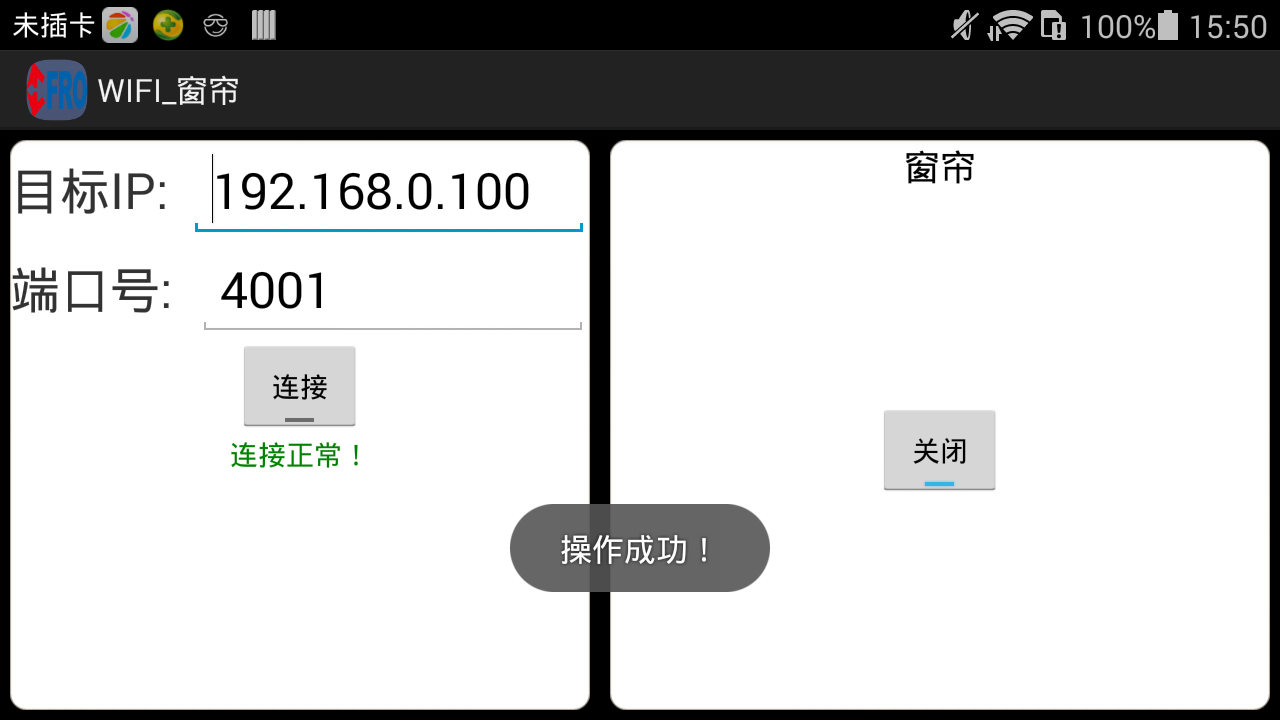 未插卡 100% 15:50
FRO WIFI_窗帘
目标IP: 192.168.0.100
端口号: 4001
连接
连接正常！
窗帘
关闭
操作成功！